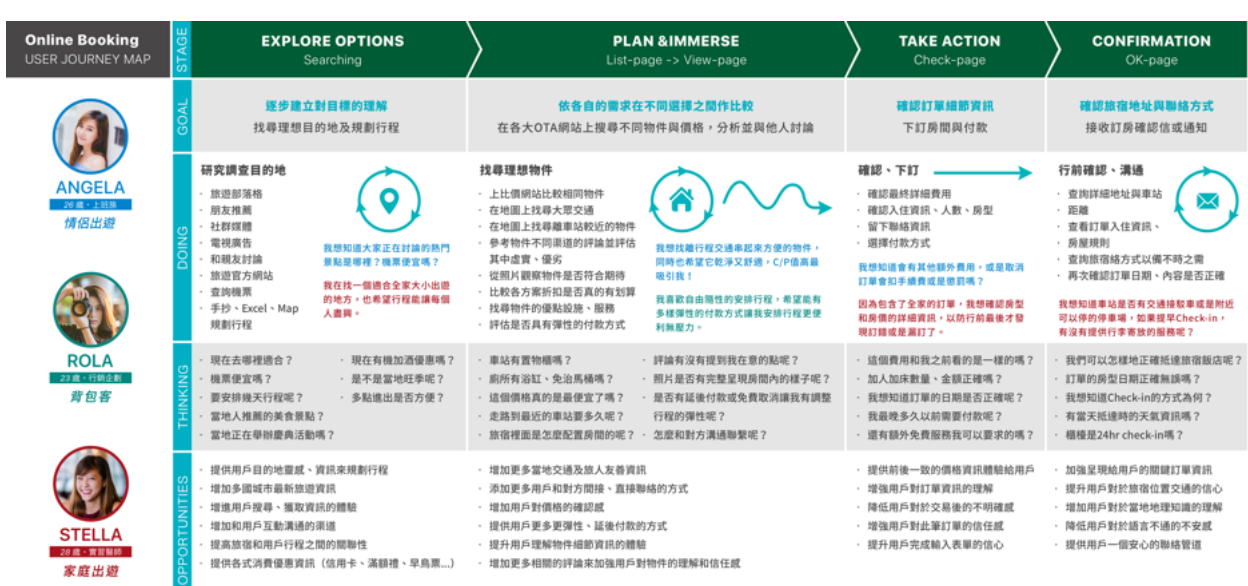 Online Booking
USER JOURNEY MAP
ANGELA
26 歲・上班族
情侶出遊
ROLA
23 歲・行銷企劃
背包客
STELLA
28 歲・實習醫師
家庭出遊
STAGE
EXPLORE OPTIONS
Searching
PLAN &IMMERSE
List-page -> View-page
TAKE ACTION
Check-page
CONFIRMATION
OK-page
GOAL
逐步建立對目標的理解
找尋理想目的地及規劃行程
依各自的需求在不同選擇之間作比較
在各大OTA網站上搜尋不同物件與價格，分析並與他人討論
確認訂單細節資訊
下訂房間與付款
確認旅宿地址與聯絡方式
接收訂房確認信或通知
DOING
研究調查目的地
· 旅遊部落格
· 朋友推薦
· 社群媒體
· 電視廣告
· 和親友討論
· 旅遊官方網站
· 查詢機票
· 手抄、Excel、Map
規劃行程
我想知道大家正在討論的熱門
景點是哪裡？機票便宜嗎？
我在找一個適合全家大小出遊
的地方，也希望行程能讓每個
人盡興。
找尋理想物件
· 上比價網站比較相同物件
· 在地圖上找尋大眾交通
· 在地圖上找尋離車站較近的物件
· 參考物件不同渠道的評論並評估
其中虛實、優劣
· 從照片觀察物件是否符合期待
· 比較各方案折扣是否真的有划算
· 找尋物件的優點設施、服務
· 評估是否具有彈性的付款方式
我想找離行程交通串起來方便的物件，
同時也希望它乾淨又舒適，C/P值高最
吸引我！
我喜歡自由隨性的安排行程，希望能有
多樣彈性的付款方式讓我安排行程更便
利無壓力。
確認、下訂
· 確認最終詳細費用
· 確認入住資訊、人數、房型
· 留下聯絡資訊
· 選擇付款方式
我想知道會有其他額外費用，或是取消
訂單會扣手續費或是懲罰嗎？
因為包含了全家的訂單，我想確認房型
和房價的詳細資訊，以防行前最後才發
現訂錯或是漏訂了。
行前確認、溝通
· 查詢詳細地址與車站
· 距離
· 查看訂單入住資訊、
· 房屋規則
· 查詢旅宿絡方式以備不時之需
· 再次確認訂單日期、內容是否正確
我想知道車站是否有交通接駁車或是附近
可以停的停車場，如果提早Check-in，
有沒有提供行李寄放的服務呢？
THINKING
· 現在去哪裡適合？
· 機票便宜嗎？
· 要安排幾天行程呢？
· 當地人推薦的美食景點？
· 當地正在舉辦慶典活動嗎？
· 現在有機加酒優惠嗎？
· 是不是當地旺季呢？
· 多點進出是否方便？
· 車站有置物櫃嗎？
· 廁所有浴缸、免治馬桶嗎？
· 這個價格真的是最便宜了嗎？
· 走路到最近的車站要多久呢？
· 旅宿裡面是怎麼配置房間的呢？
· 評論有沒有提到我在意的點呢？
· 照片是否有完整呈現房間內的樣子呢？
· 是否有延後付款或免費取消讓我有調整
行程的彈性呢？
· 怎麼和對方溝通聯繫呢？
· 這個費用和我之前看的是一樣的嗎？
· 加人加床數量、金額正確嗎？
· 我想知道訂單的日期是否正確呢？
· 我最晚多久以前需要付款呢？
· 還有額外免費服務我可以要求的嗎？
· 我們可以怎樣地正確抵達旅宿飯店呢？
· 訂單的房型日期正確無誤嗎？
· 我想知道Check-in的方式為何？
· 有當天抵達時的天氣資訊嗎？
· 櫃檯是24hr check-in嗎？
OPPORTUNITIES
· 提供用戶目的地靈感、資訊來規劃行程
· 增加多國城市最新旅遊資訊
· 增進用戶搜尋、獲取資訊的體驗
· 增加和用戶互動溝通的渠道
· 提高旅宿和用戶行程之間的關聯性
· 提供各式消費優惠資訊（信用卡、滿額禮、早鳥票...）
· 增加更多當地交通及旅人友善資訊
· 添加更多用戶和對方間接、直接聯絡的方式
· 增加用戶對價格的確認感
· 提供用戶更多更彈性、延後付款的方式
· 提升用戶理解物件細節資訊的體驗
· 增加更多相關的評論來加強用戶對物件的理解和信任感
· 提供前後一致的價格資訊體驗給用戶
· 增強用戶對訂單資訊的理解
· 降低用戶對於交易後的不明確感
· 增強用戶對此筆訂單的信任感
· 提升用戶完成輸入表單的信心
· 加強呈現給用戶的關鍵訂單資訊
· 提升用戶對於旅宿位置交通的信心
· 增加用戶對於當地地理知識的理解
· 降低用戶對於語言不通的不安感
· 提供用戶一個安心的聯絡管道